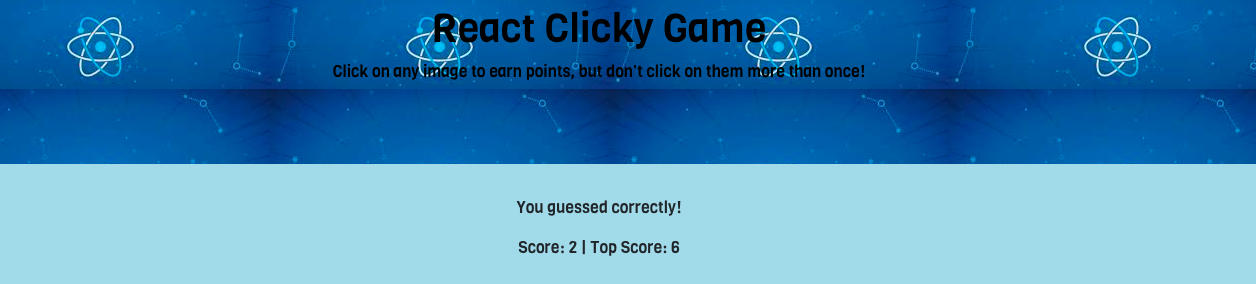 React Clicky Game
Click on any image to earn points, but don't click on them more than once!
You guessed correctly!
Score: 2 | Top Score: 6